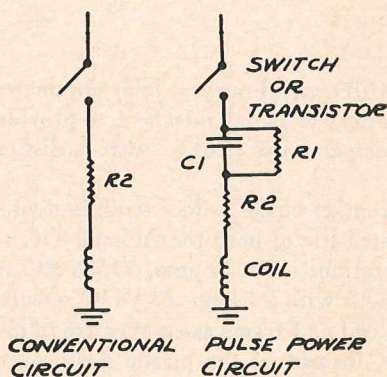 SWITCH
OR
TRANSISTOR
C1
R1
R2
R2
COIL
CONVENTIONAL
CIRCUIT
PULSE POWER
CIRCUIT